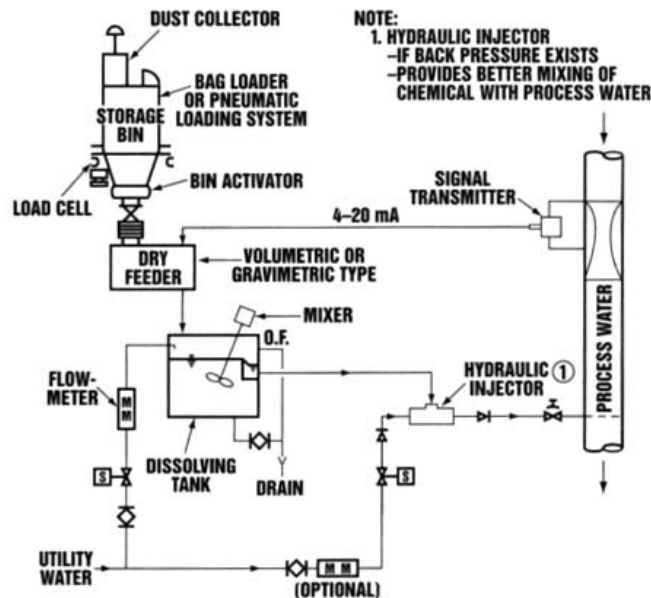 DUST COLLECTOR
NOTE:
1. HYDRAULIC INJECTOR
–IF BACK PRESSURE EXISTS
–PROVIDES BETTER MIXING OF
CHEMICAL WITH PROCESS WATER
BAG LOADER
OR PNEUMATIC
LOADING SYSTEM
STORAGE
BIN
BIN ACTIVATOR
LOAD CELL
SIGNAL
TRANSMITTER
4–20 mA
DRY
FEEDER
VOLUMETRIC OR
GRAVIMETRIC TYPE
MIXER
O.F.
PROCESS WATER
FLOW-
METER
M M
M M
HYDRAULIC
INJECTOR
1
S
DISSOLVING
TANK
DRAIN
S
UTILITY
WATER
M M
(OPTIONAL)